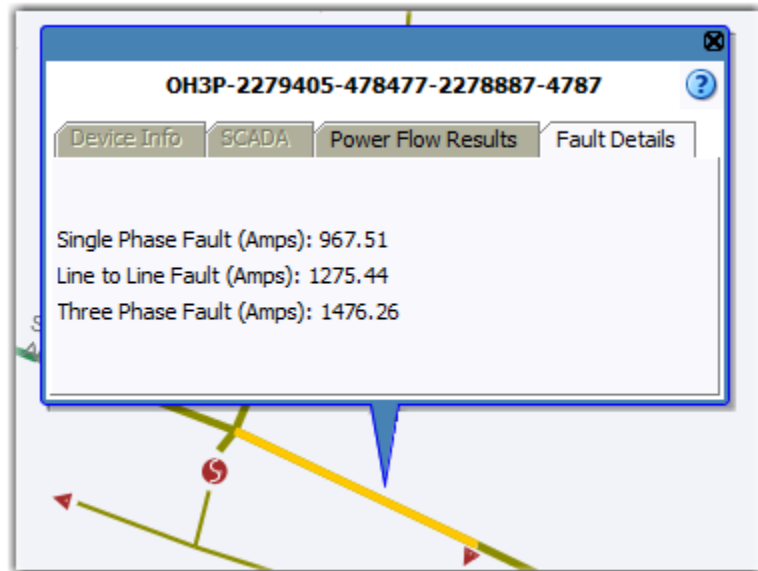 OH3P-2279405-478477-2278887-4787
?
Device Info SCADA Power Flow Results Fault Details
Single Phase Fault (Amps): 967.51
Line to Line Fault (Amps): 1275.44
Three Phase Fault (Amps): 1476.26
S